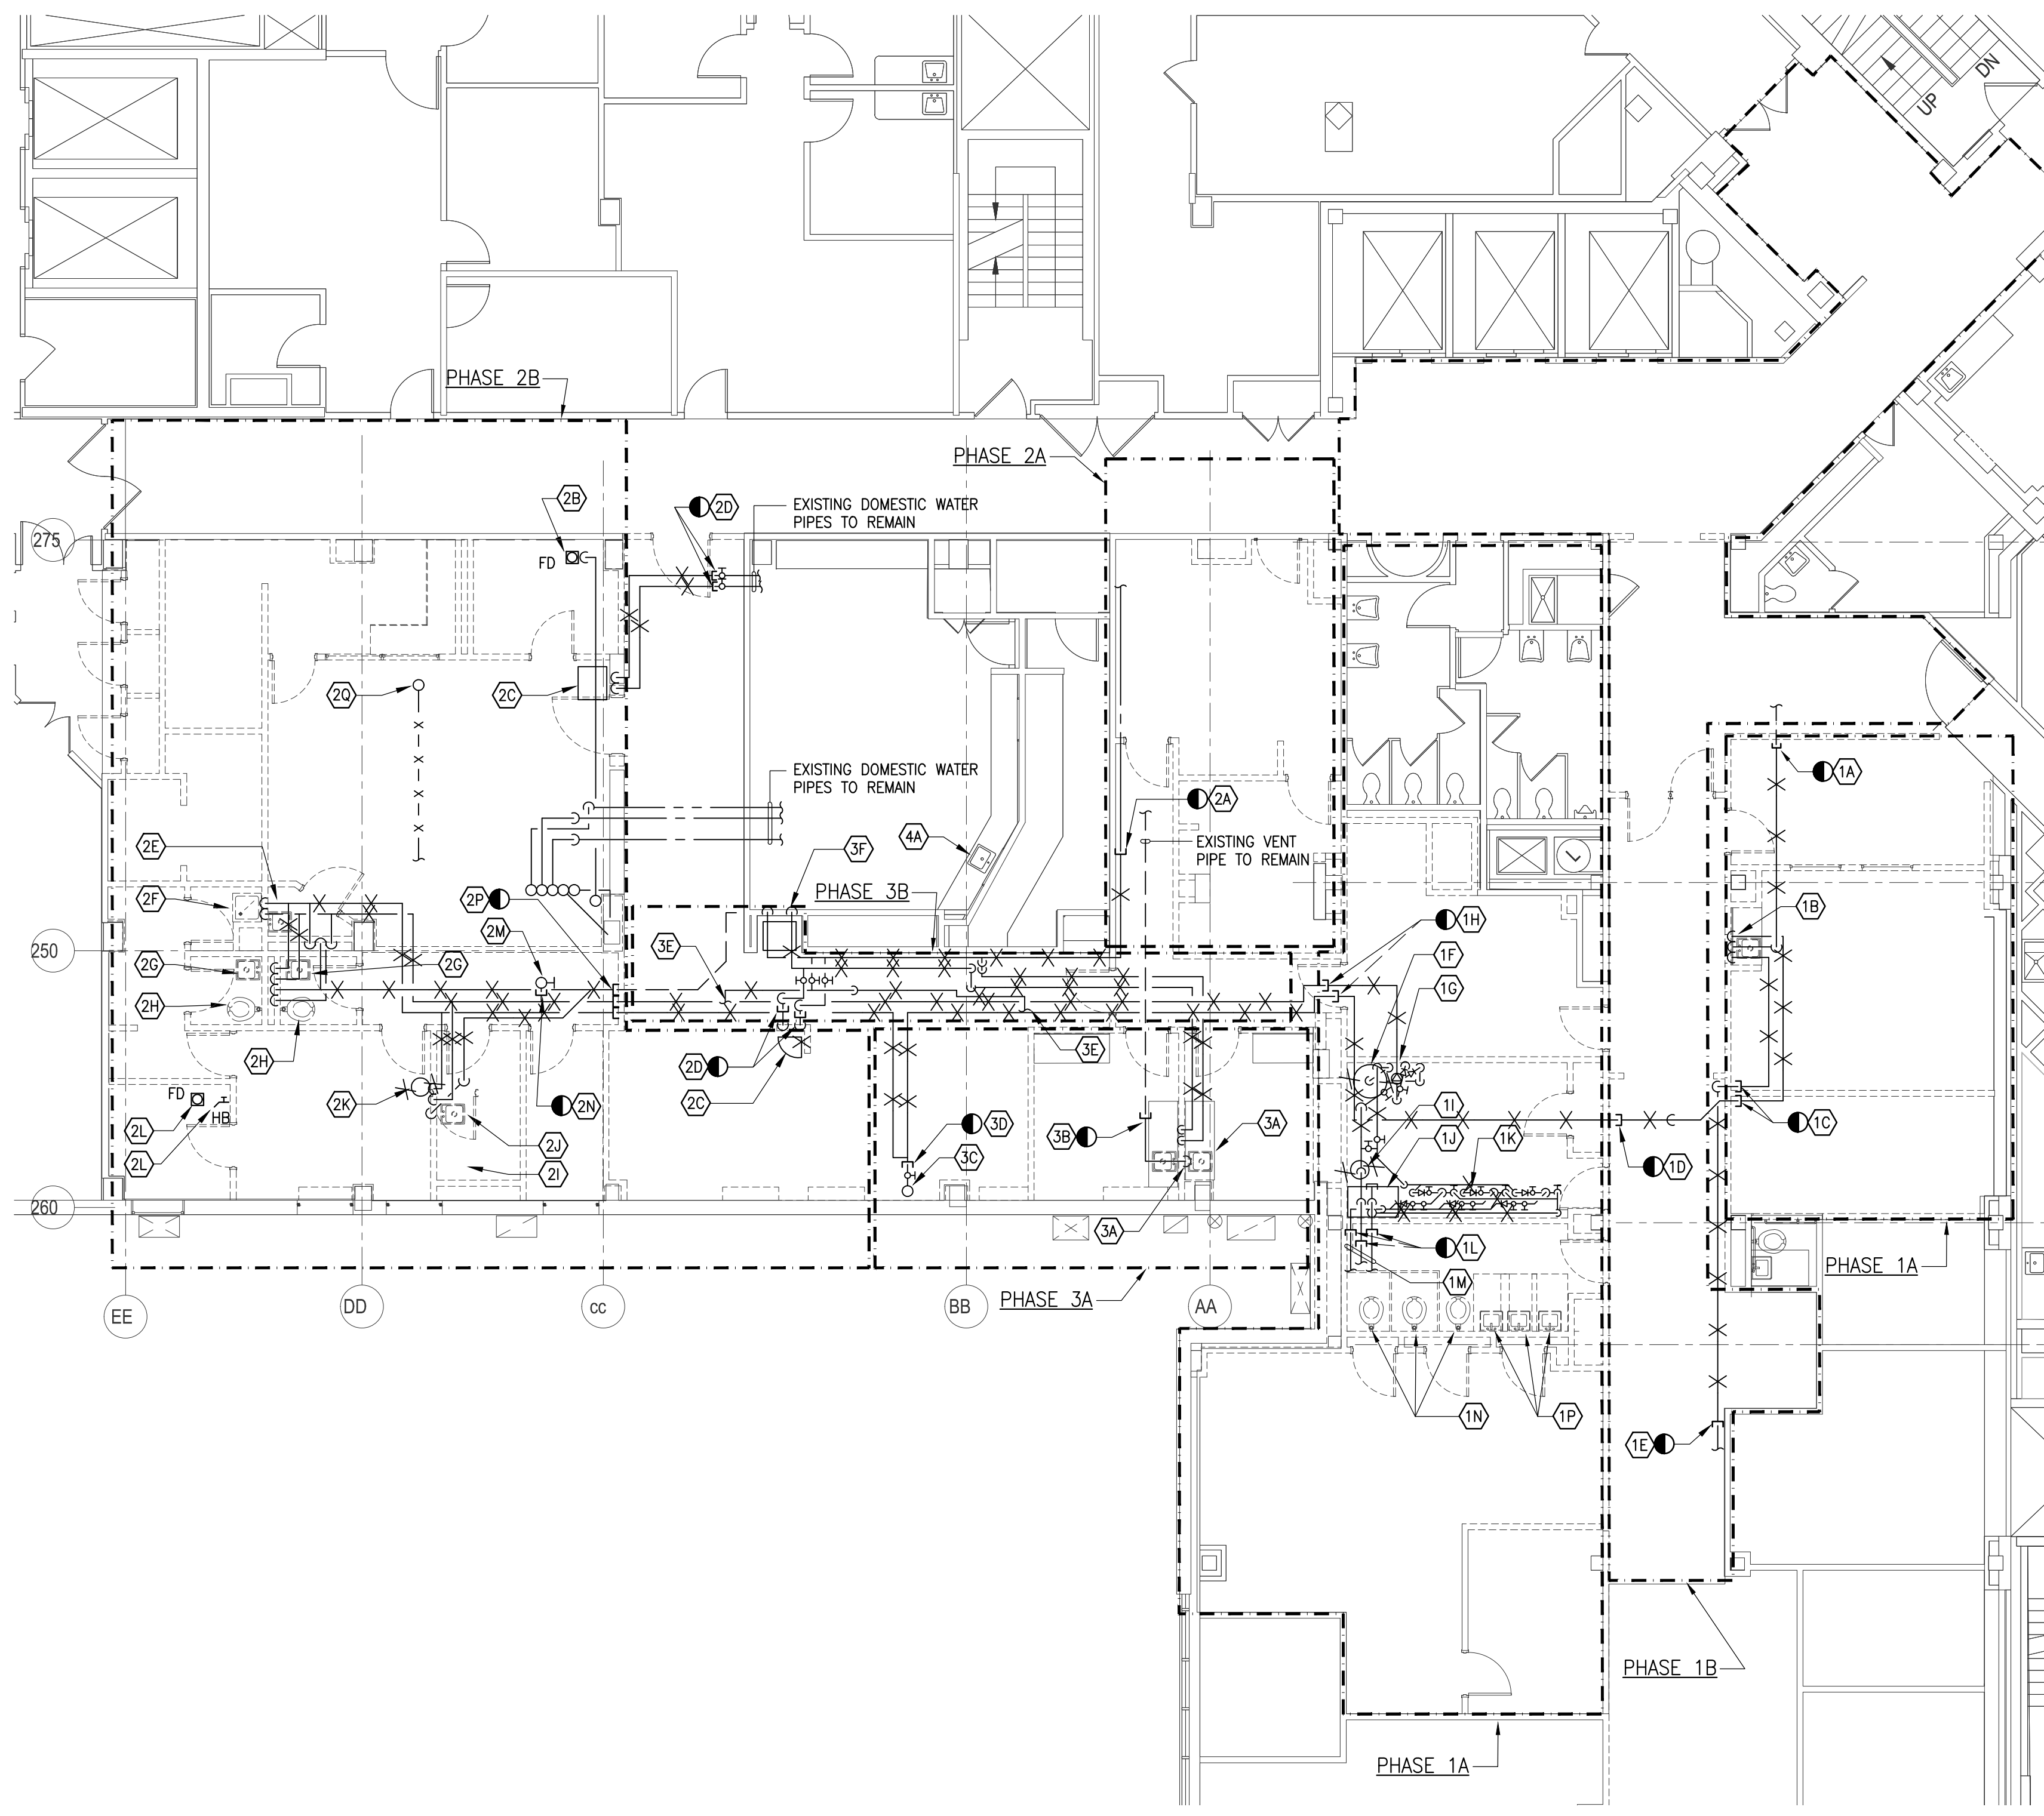 DN
UP
PHASE 2B
PHASE 2A
2B
2D
EXISTING DOMESTIC WATER
PIPES TO REMAIN
275
FD
2Q
2C
1A
EXISTING DOMESTIC WATER
PIPES TO REMAIN
2A
4A
3F
EXISTING VENT
PIPE TO REMAIN
2E
PHASE 3B
2F
2P
1B
2M
1H
3E
250
2G
2G
1F
1G
2H
2H
3E
2D
2K
2N
2C
1I
FD
HB
2L
2L
3D
3B
3A
1J
1K
1C
2J
3C
2I
1D
260
3A
1L
1M
PHASE 1A
PHASE 3A
EE
DD
cc
BB
AA
1N
1P
1E
PHASE 1B
PHASE 1A